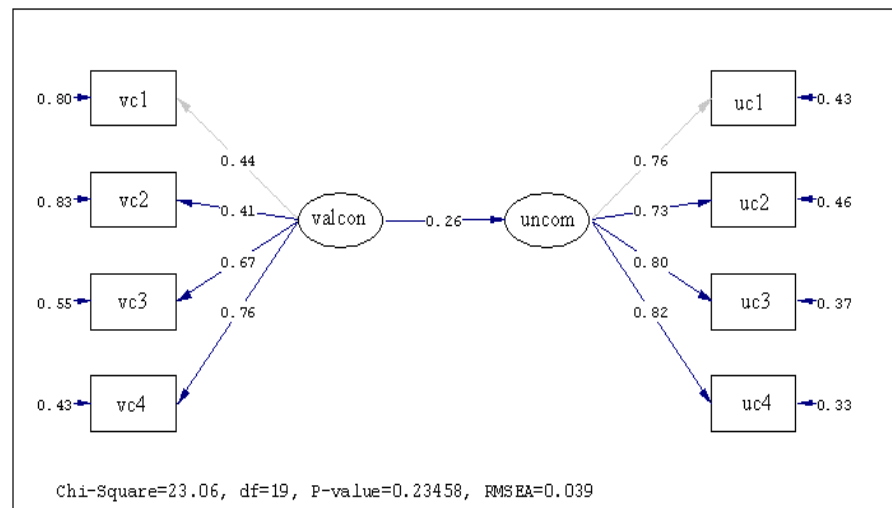 0.80 vc1 uc1 0.43
0.44 0.76
0.83 vc2 uc2 0.46
0.41 0.73
valcon 0.26 uncom
0.67 0.80
0.55 vc3 uc3 0.37
0.76 0.82
0.43 vc4 uc4 0.33
Chi-Square=23.06, df=19, P-value=0.23458, RMSEA=0.039